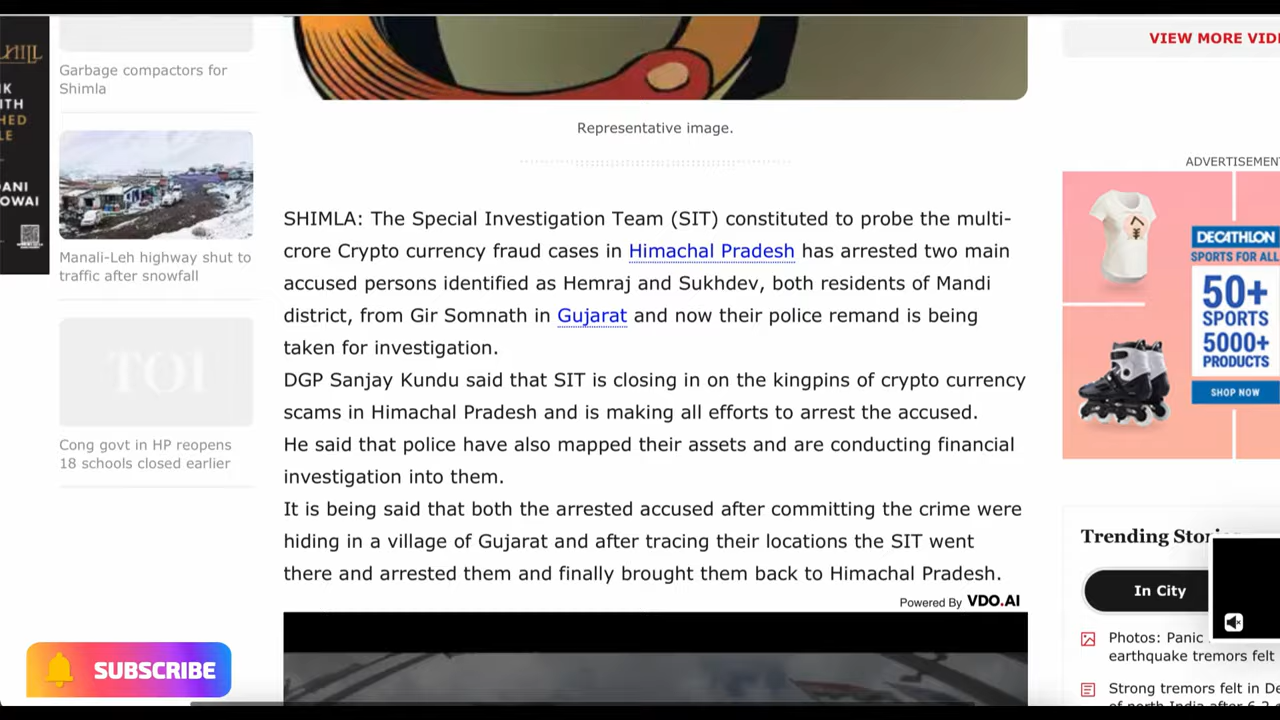 Garbage compactors for
Shimla
Manali-Leh highway shut to
traffic after snowfall
TOI
Cong govt in HP reopens
18 schools closed earlier
Representative image.
SHIMLA: The Special Investigation Team (SIT) constituted to probe the multi-
crore Crypto currency fraud cases in Himachal Pradesh has arrested two main
accused persons identified as Hemraj and Sukhdev, both residents of Mandi
district, from Gir Somnath in Gujarat and now their police remand is being
taken for investigation.
DGP Sanjay Kundu said that SIT is closing in on the kingpins of crypto currency
scams in Himachal Pradesh and is making all efforts to arrest the accused.
He said that police have also mapped their assets and are conducting financial
investigation into them.
It is being said that both the arrested accused after committing the crime were
hiding in a village of Gujarat and after tracing their locations the SIT went
there and arrested them and finally brought them back to Himachal Pradesh.
Powered By VDO.AI
SUBSCRIBE
VIEW MORE
ADVERTISEMENT
DECATHLON
SPORTS FOR ALL
50+
SPORTS
5000+
PRODUCTS
SHOP NOW
Trending
In City
Photos: Panic
earthquake tremors felt
Strong tremors felt in
of north India after 6.2